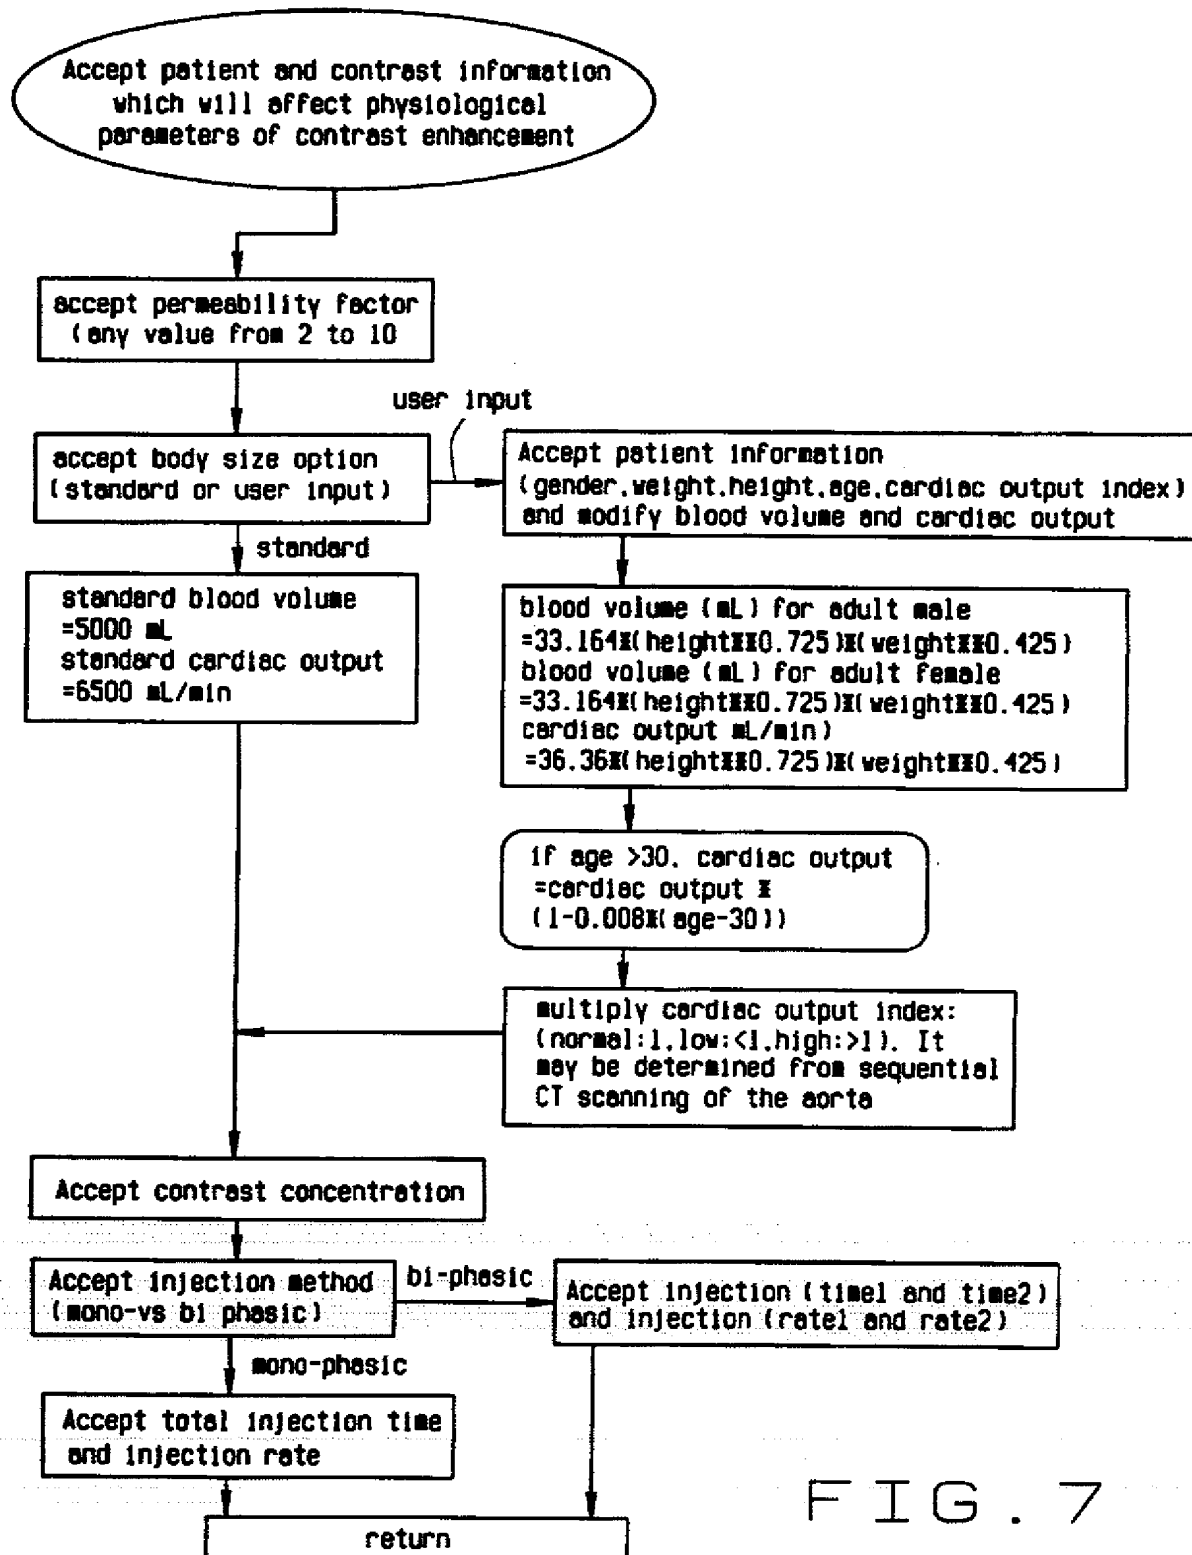 Accept patient and contrast information
which will affect physiological
parameters of contrast enhancement
accept permeability factor
(any value from 2 to 10
user input
accept body size option
(standard or user input)
Accept patient information
(gender,weight,height,age,cardiac output index)
and modify blood volume and cardiac output
standard
standard blood volume
=5000 mL
standard cardiac output
=6500 mL/min
blood volume (mL) for adult male
=33.164*(height**0.725)*(weight**0.425)
blood volume (mL) for adult female
=33.164*(height**0.725)*(weight**0.425)
cardiac output mL/min)
=36.36*(height**0.725)*(weight**0.425)
if age >30, cardiac output
=cardiac output *
(1-0.008*(age-30))
multiply cardiac output index:
(normal:1,low:<1,high:>1). It
may be determined from sequential
CT scanning of the aorta
Accept contrast concentration
Accept injection method
(mono-vs bi phasic)
bi-phasic
Accept injection (time1 and time2)
and injection (rate1 and rate2)
mono-phasic
Accept total injection time
and injection rate
return
FIG. 7